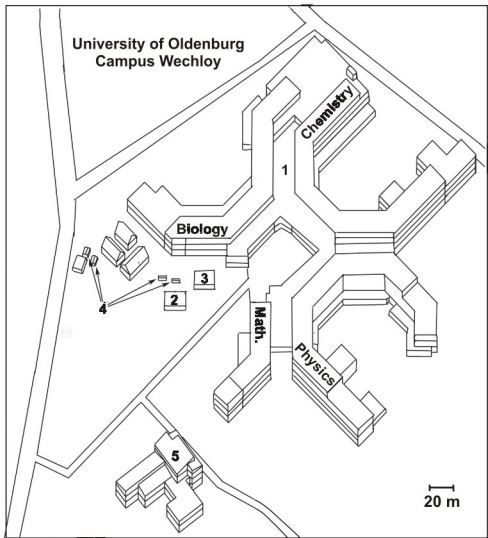 University of Oldenburg
Campus Wechloy
Chemistry
1
Biology
3
2
4
Math.
Physics
5
20 m